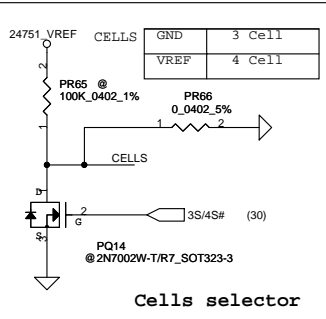 24751_VREF
CELLS
GND 3 Cell
VREF 4 Cell
2
PR65 @
100K_0402_1%
1
PR66
0_0402_5%
1 2
CELLS
D
2
G
S
3
3S/4S# (30)
PQ14
@2N7002W-T/R7_SOT323-3
Cells selector